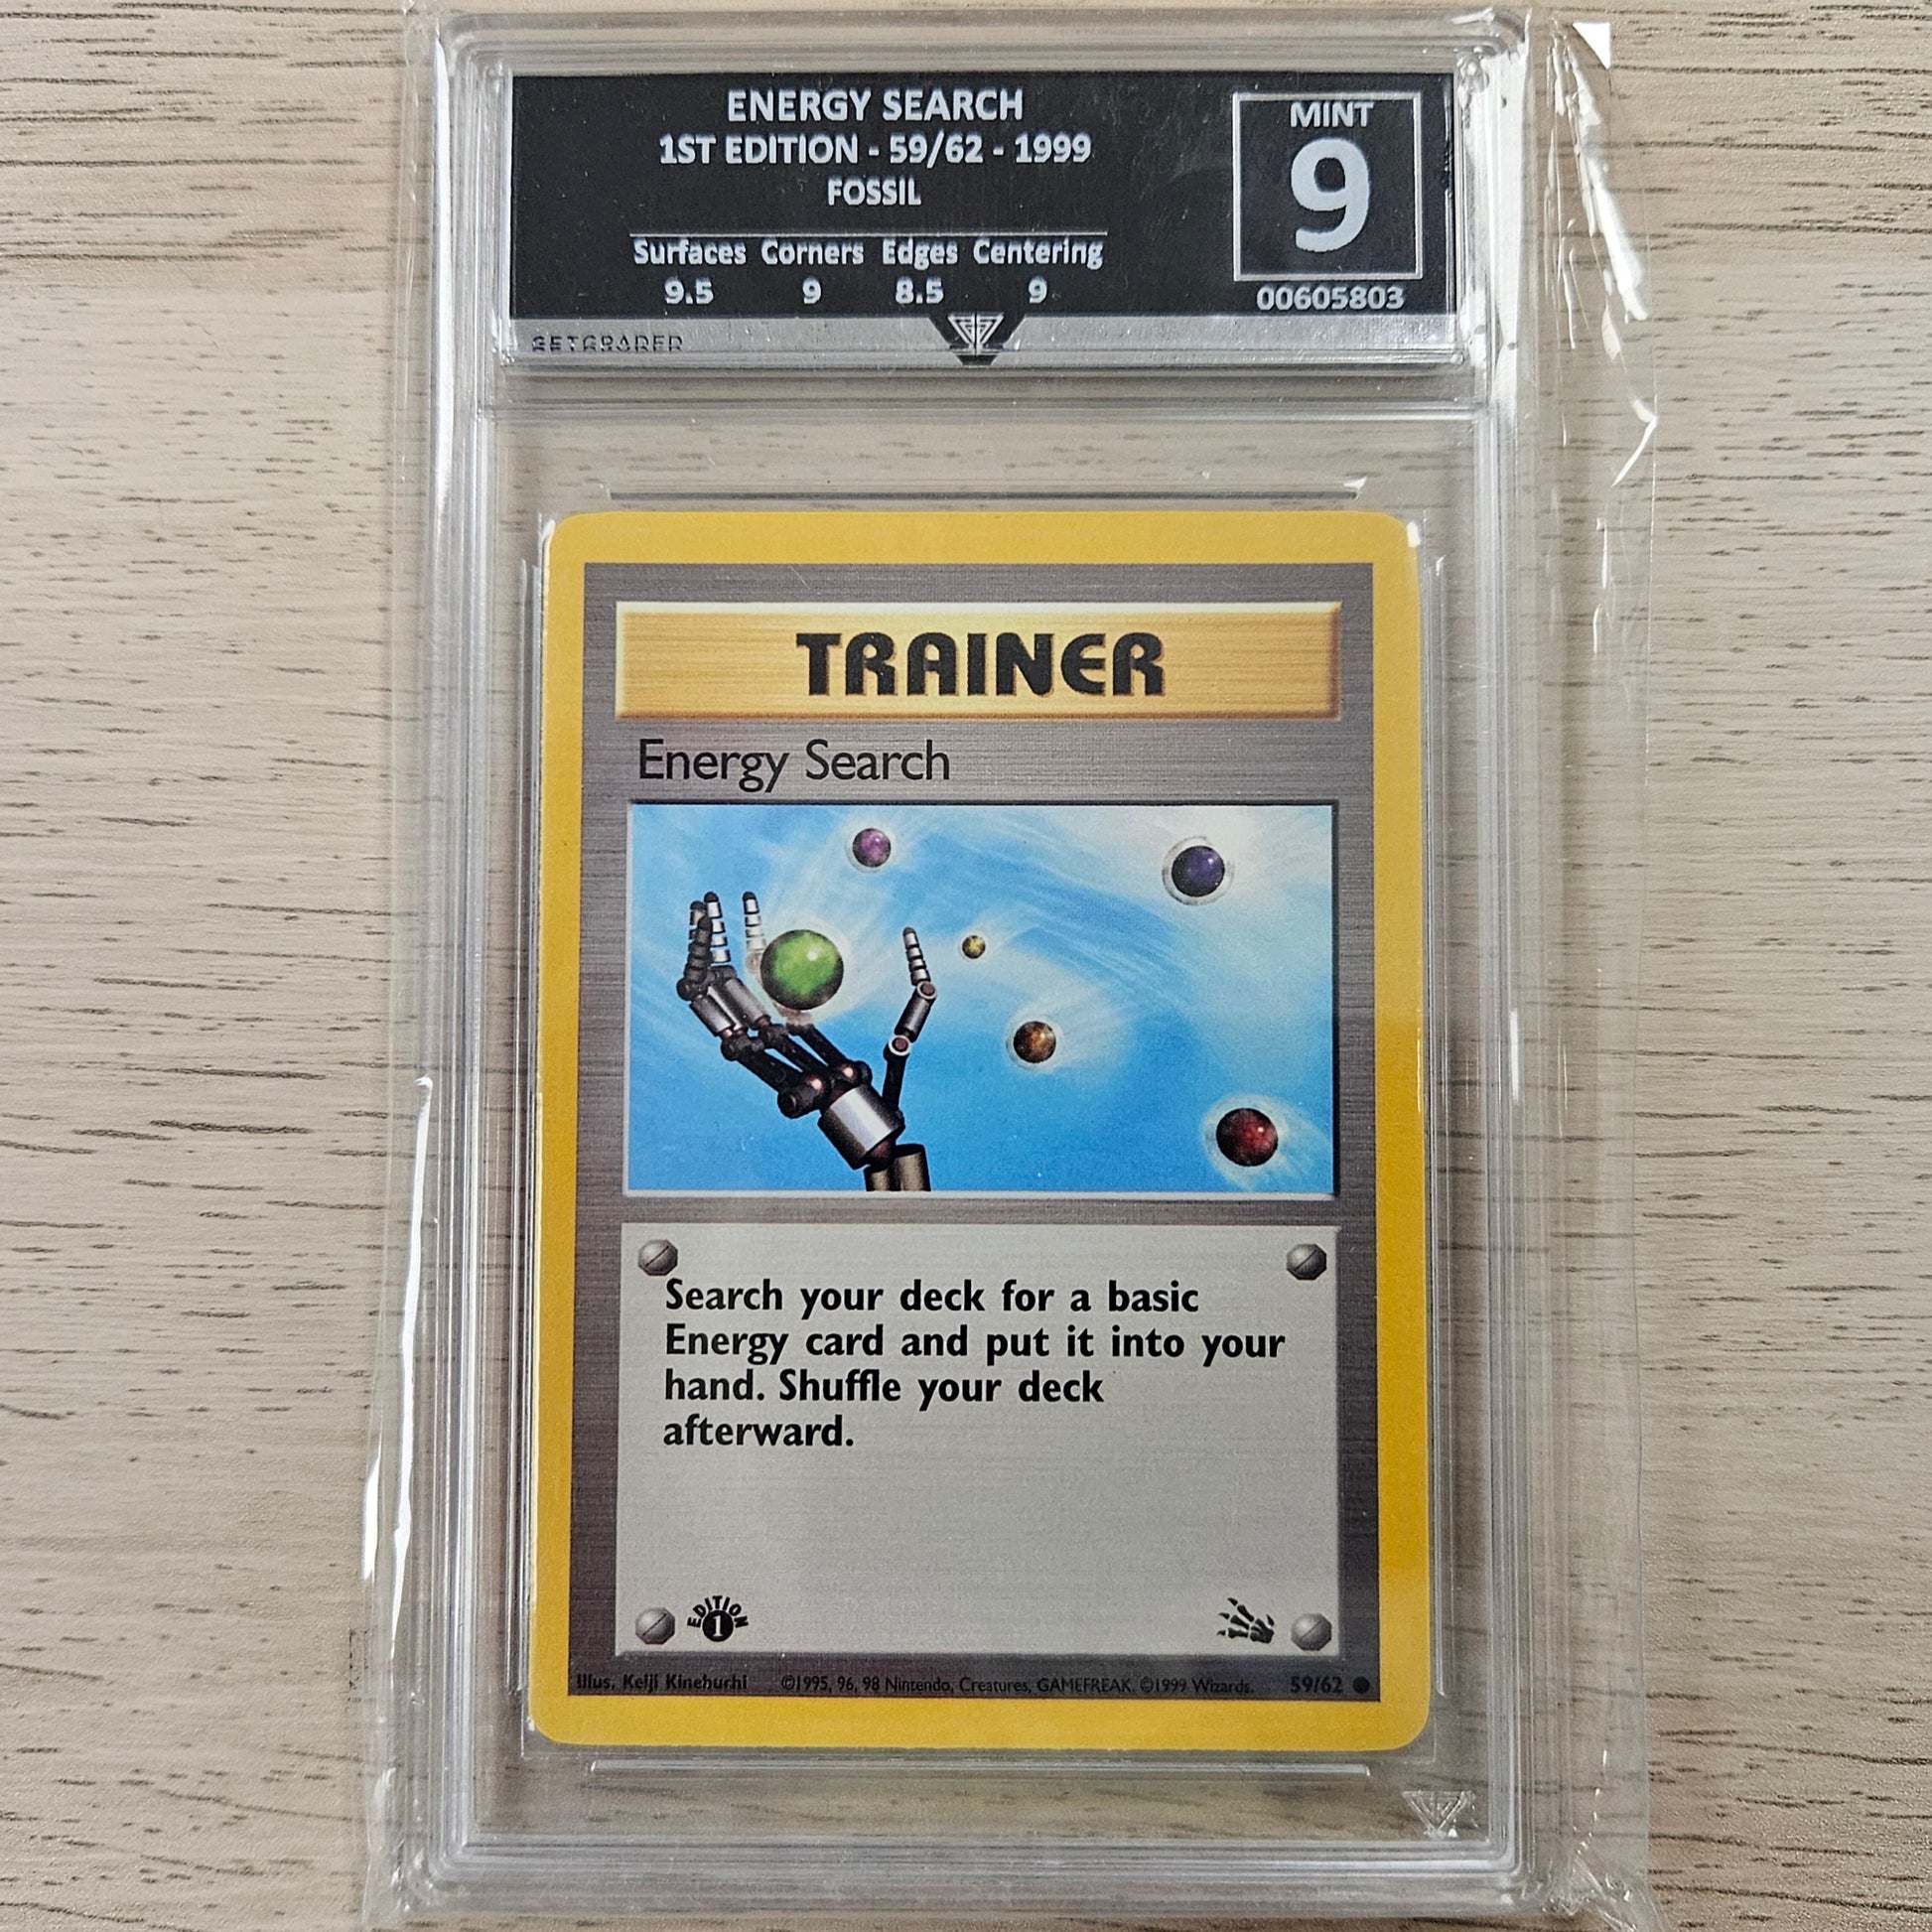 ENERGY SEARCH
1ST EDITION - 59/62 - 1999
FOSSIL
MINT
9
00605803
Surfaces Corners Edges Centering
9.5 9 8.5 9
GETGRADED
TRAINER
Energy Search
Search your deck for a basic
Energy card and put it into your
hand. Shuffle your deck
afterward.
EDITION
1
Illus. Keiji Kinebuchi ©1995, 96, 98 Nintendo, Creatures, GAMEFREAK. ©1999 Wizards. 59/62